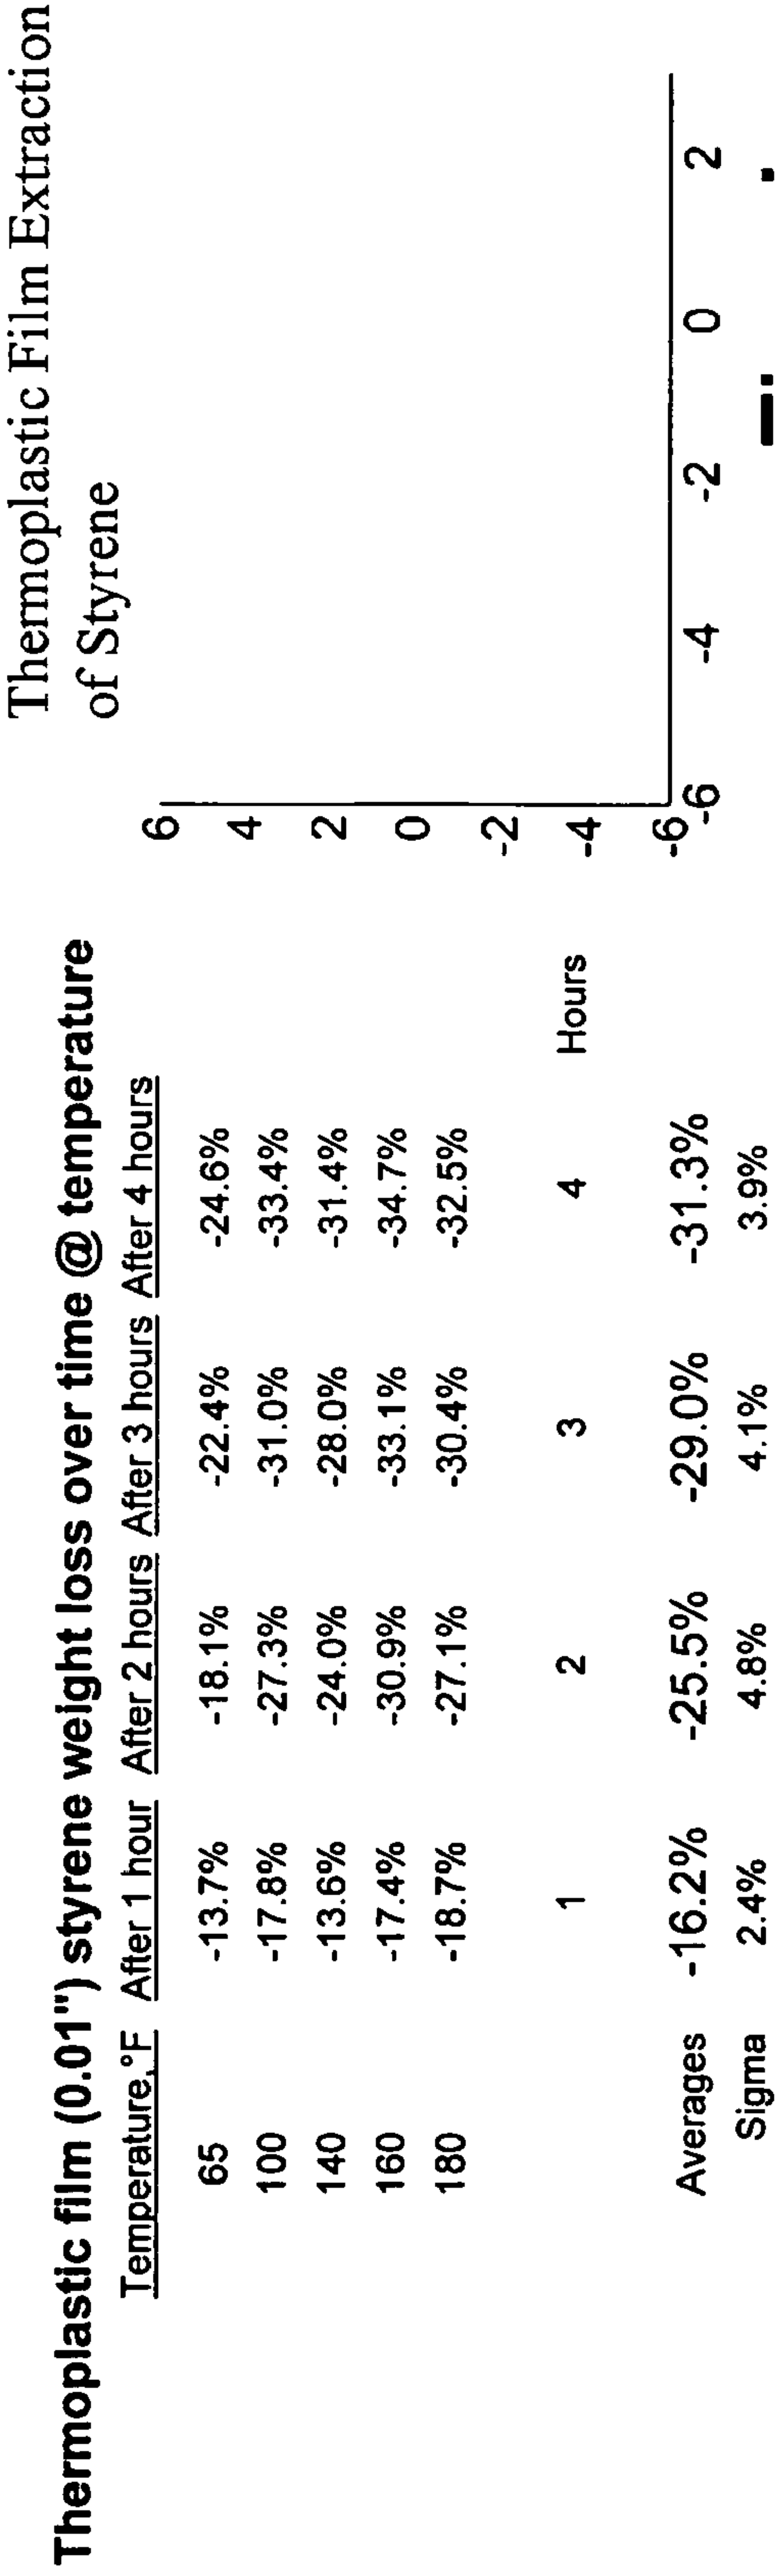 Thermoplastic film (0.01") styrene weight loss over time @ temperature
Temperature,°F After 1 hour After 2 hours After 3 hours After 4 hours
65 -13.7% -18.1% -22.4% -24.6%
100 -17.8% -27.3% -31.0% -33.4%
140 -13.6% -24.0% -28.0% -31.4%
160 -17.4% -30.9% -33.1% -34.7%
180 -18.7% -27.1% -30.4% -32.5%
1 2 3 4 Hours
Averages -16.2% -25.5% -29.0% -31.3%
Sigma 2.4% 4.8% 4.1% 3.9%
Thermoplastic Film Extraction
of Styrene
6
4
2
0
-2
-4
-6
-6 -4 -2 0 2